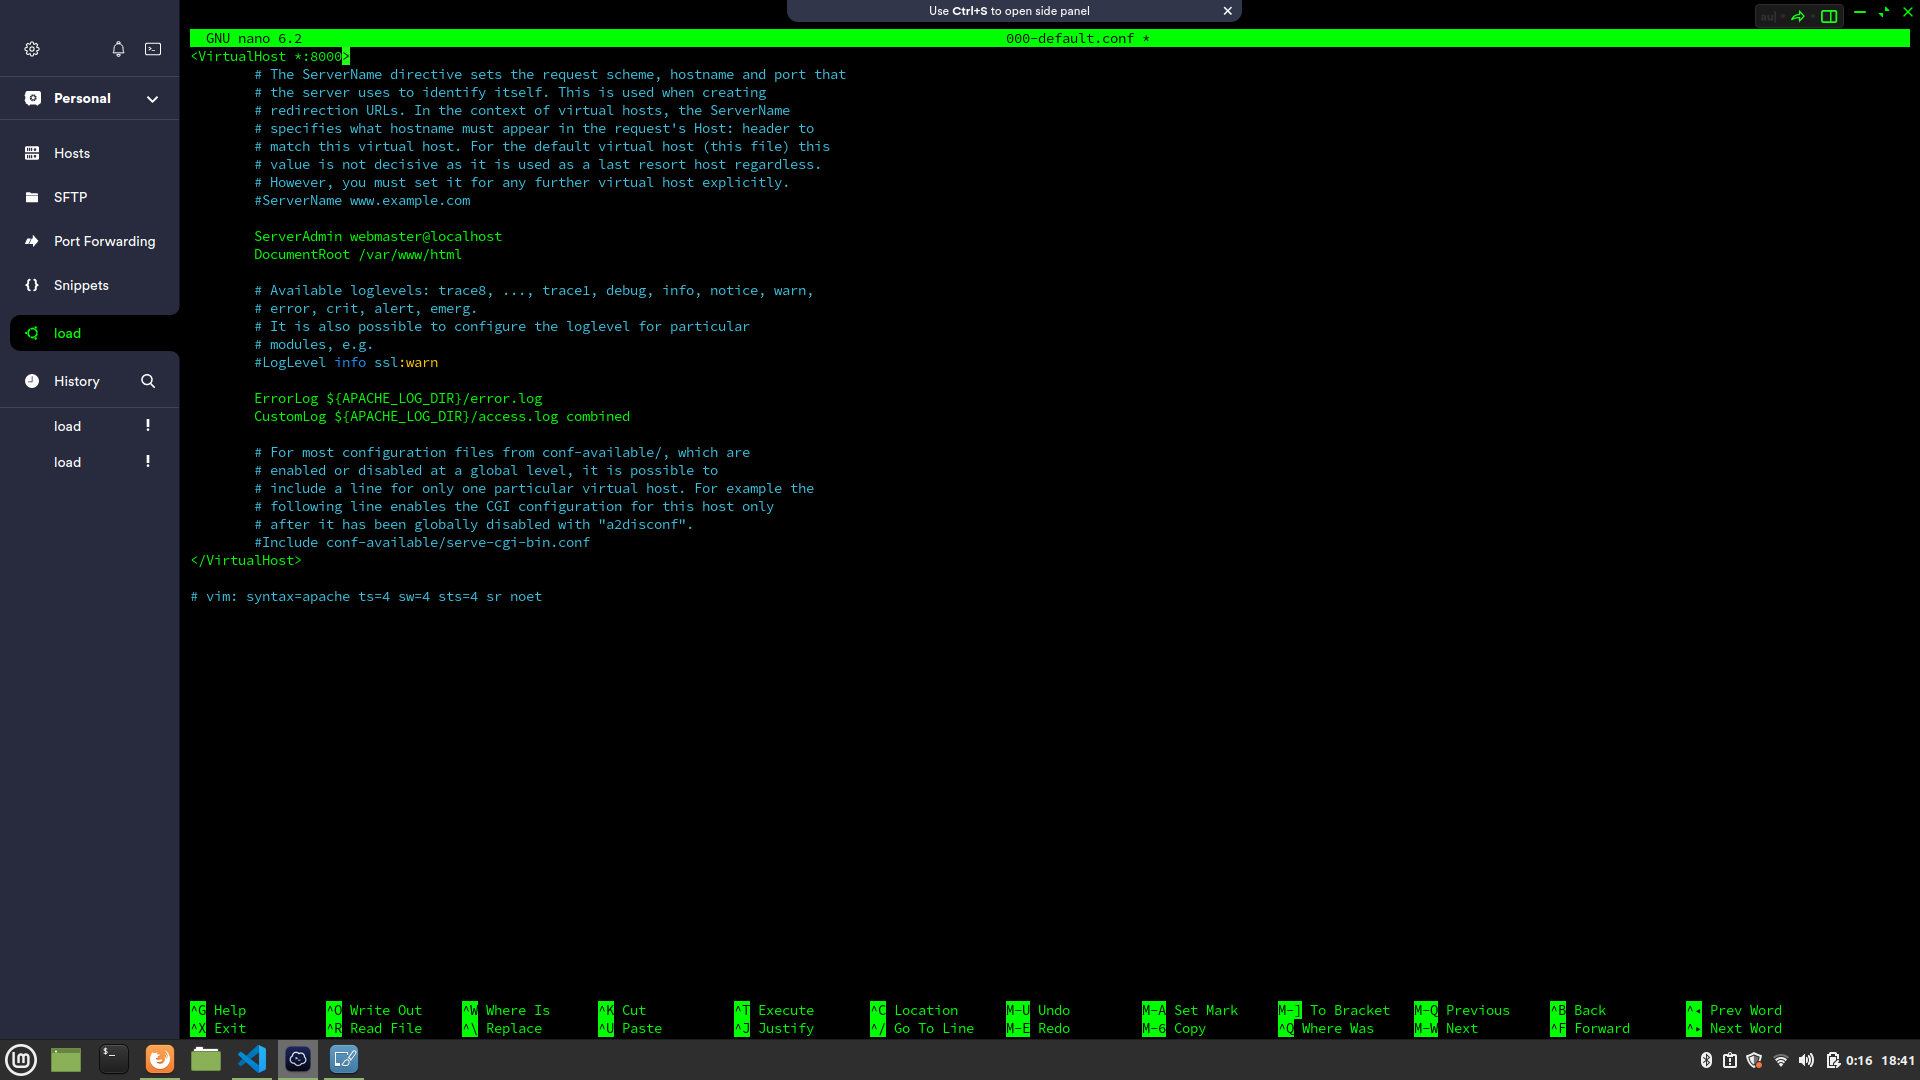 Use Ctrl+S to open side panel
Personal
Hosts
SFTP
Port Forwarding
Snippets
load
History
load !
load !
GNU nano 6.2 000-default.conf *
<VirtualHost *:8000>
# The ServerName directive sets the request scheme, hostname and port that
# the server uses to identify itself. This is used when creating
# redirection URLs. In the context of virtual hosts, the ServerName
# specifies what hostname must appear in the request's Host: header to
# match this virtual host. For the default virtual host (this file) this
# value is not decisive as it is used as a last resort host regardless.
# However, you must set it for any further virtual host explicitly.
#ServerName www.example.com
ServerAdmin webmaster@localhost
DocumentRoot /var/www/html
# Available loglevels: trace8, ..., trace1, debug, info, notice, warn,
# error, crit, alert, emerg.
# It is also possible to configure the loglevel for particular
# modules, e.g.
#LogLevel info ssl:warn
ErrorLog ${APACHE_LOG_DIR}/error.log
CustomLog ${APACHE_LOG_DIR}/access.log combined
# For most configuration files from conf-available/, which are
# enabled or disabled at a global level, it is possible to
# include a line for only one particular virtual host. For example the
# following line enables the CGI configuration for this host only
# after it has been globally disabled with "a2disconf".
#Include conf-available/serve-cgi-bin.conf
</VirtualHost>
# vim: syntax=apache ts=4 sw=4 sts=4 sr noet
^G Help ^O Write Out ^W Where Is ^K Cut ^T Execute ^C Location M-U Undo M-A Set Mark M-] To Bracket M-Q Previous ^B Back ^◂ Prev Word
^X Exit ^R Read File ^\ Replace ^U Paste ^J Justify ^/ Go To Line M-E Redo M-6 Copy ^Q Where Was M-W Next ^F Forward ^▸ Next Word
0:16 18:41